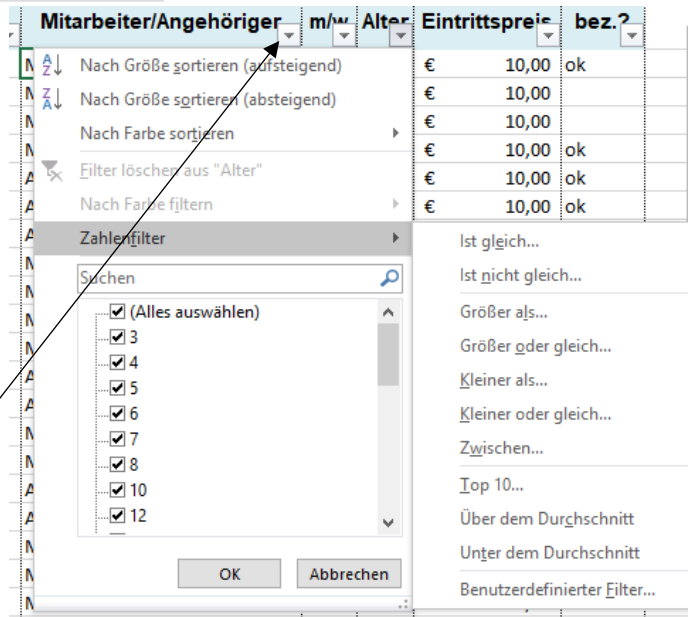 Mitarbeiter/Angehöriger m/w Alter Eintrittspreis bez.?
€ 10,00 ok
€ 10,00
€ 10,00
€ 10,00 ok
€ 10,00 ok
€ 10,00 ok
Nach Größe sortieren (aufsteigend)
Nach Größe sortieren (absteigend)
Nach Farbe sortieren
Filter löschen aus "Alter"
Nach Farbe filtern
Zahlenfilter
Suchen
(Alles auswählen)
3
4
5
6
7
8
10
12
OK Abbrechen
Ist gleich...
Ist nicht gleich...
Größer als...
Größer oder gleich...
Kleiner als...
Kleiner oder gleich...
Zwischen...
Top 10...
Über dem Durchschnitt
Unter dem Durchschnitt
Benutzerdefinierter Filter...